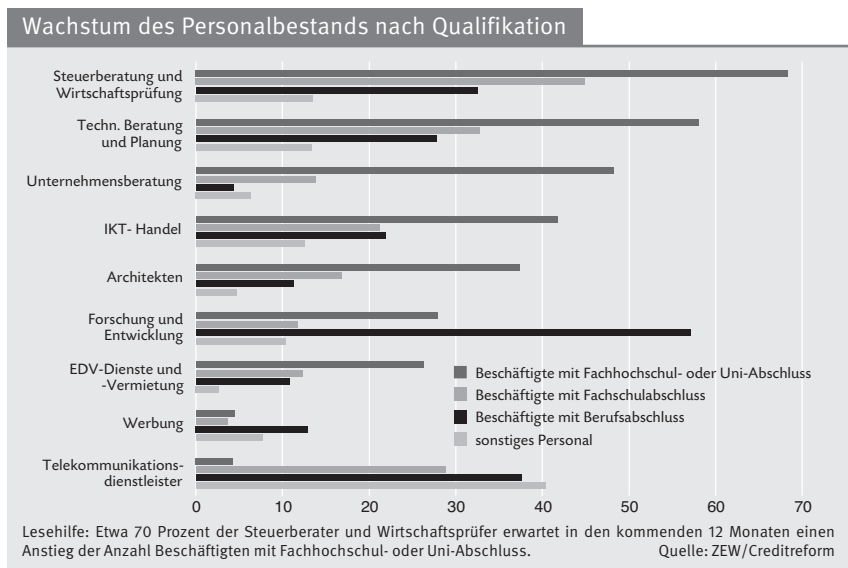 Wachstum des Personalbestands nach Qualifikation
Steuerberatung und
Wirtschaftsprüfung
Techn. Beratung
und Planung
Unternehmensberatung
IKT- Handel
Architekten
Forschung und
Entwicklung
EDV-Dienste und
-Vermietung
Werbung
Telekommunikations-
dienstleister
Beschäftigte mit Fachhochschul- oder Uni-Abschluss
Beschäftigte mit Fachschulabschluss
Beschäftigte mit Berufsabschluss
sonstiges Personal
0 10 20 30 40 50 60 70
Lesehilfe: Etwa 70 Prozent der Steuerberater und Wirtschaftsprüfer erwartet in den kommenden 12 Monaten einen
Anstieg der Anzahl Beschäftigten mit Fachhochschul- oder Uni-Abschluss. Quelle: ZEW/Creditreform